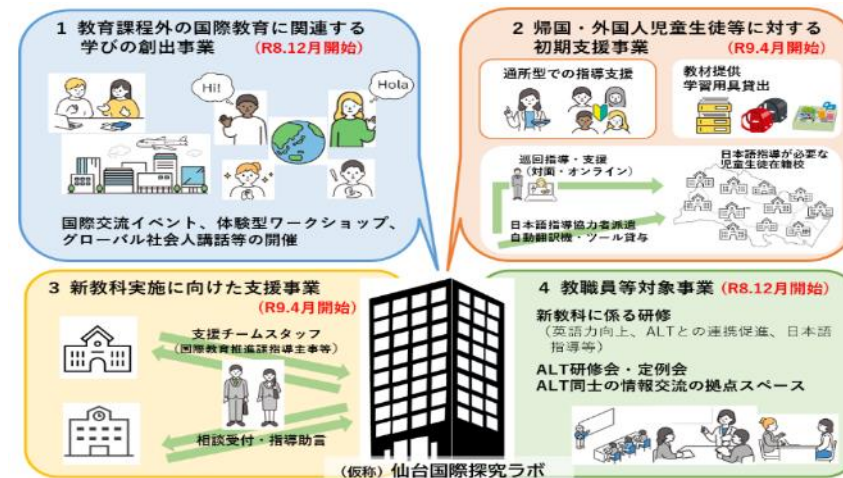 1 教育課程外の国際教育に関連する
学びの創出事業 (R8.12月開始)
Hi!
Hola
国際交流イベント、体験型ワークショップ、
グローバル社会人講話等の開催
2 帰国・外国人児童生徒等に対する
初期支援事業 (R9.4月開始)
通所型での指導支援
教材提供
学習用具貸出
巡回指導・支援
(対面・オンライン)
日本語指導が必要な
児童生徒在籍校
日本語指導協力者派遣
自動翻訳機・ツール貸与
3 新教科実施に向けた支援事業
(R9.4月開始)
支援チームスタッフ
(国際教育推進課指導主事等)
相談受付・指導助言
4 教職員等対象事業 (R8.12月開始)
新教科に係る研修
(英語力向上、ALTとの連携促進、日本語
指導等)
ALT研修会・定例会
ALT同士の情報交流の拠点スペース
(仮称) 仙台国際探究ラボ